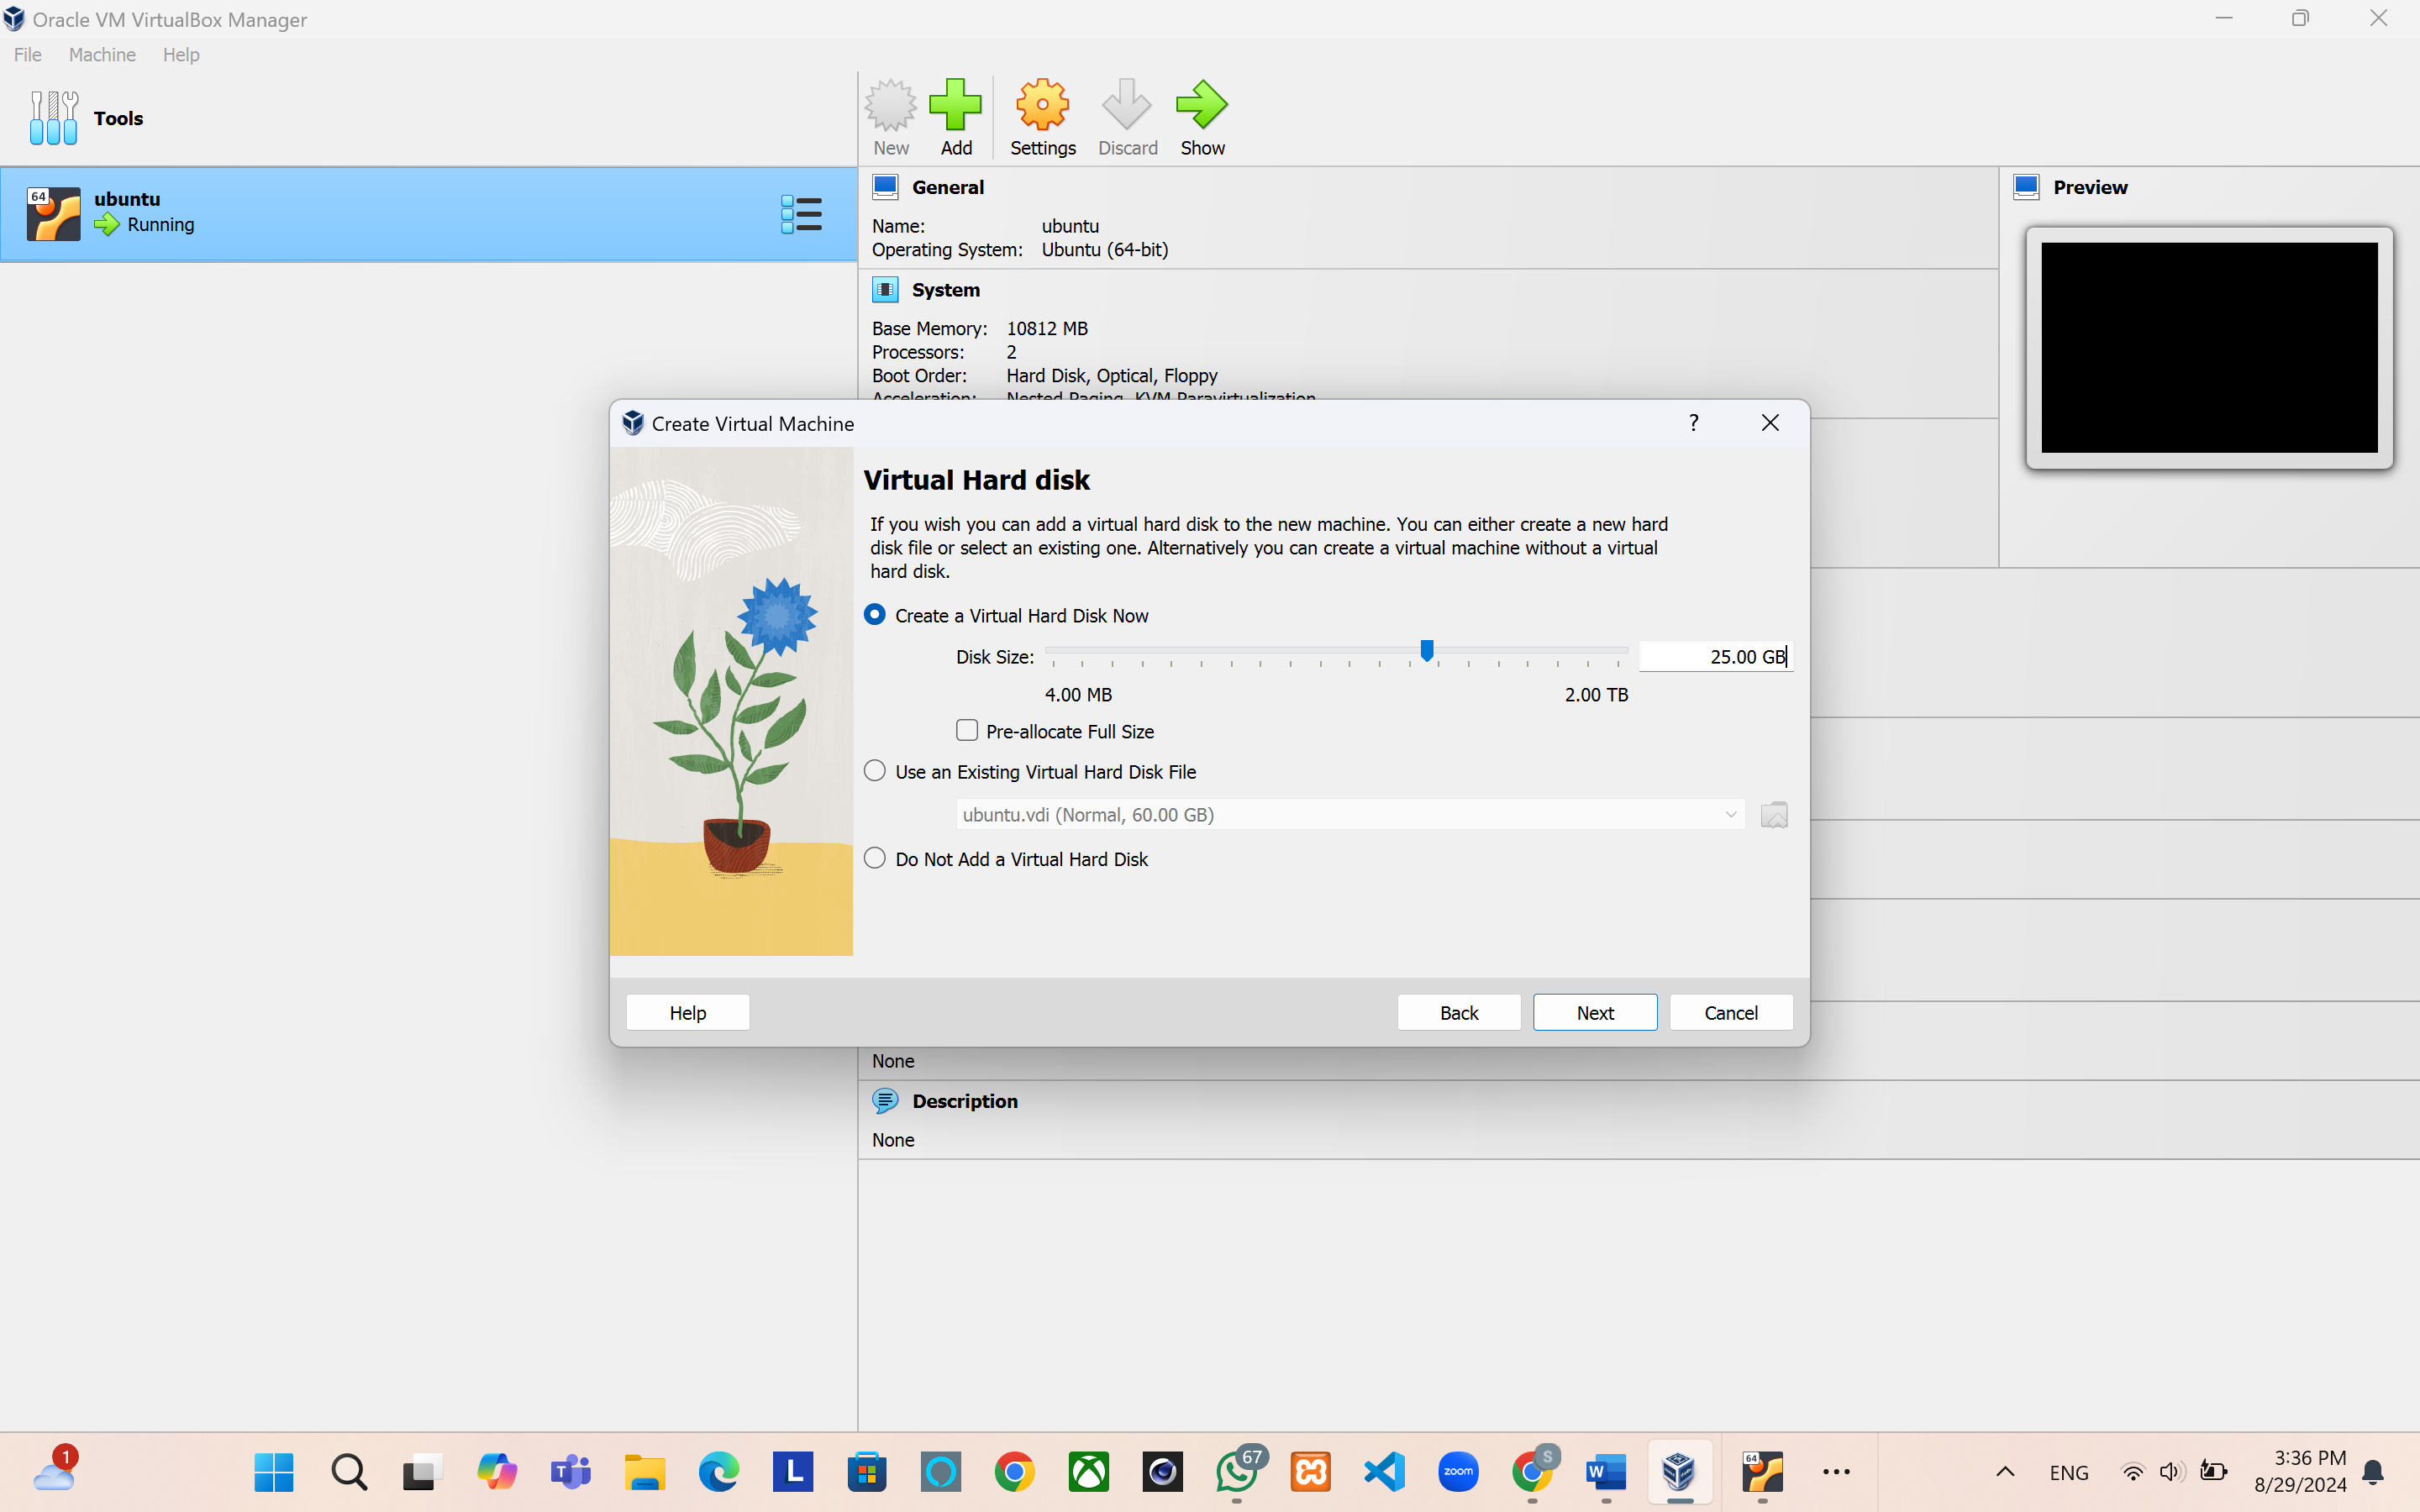 Oracle VM VirtualBox Manager
File Machine Help
Tools
New Add Settings Discard Show
64
ubuntu
Running
General
Name: ubuntu
Operating System: Ubuntu (64-bit)
Preview
System
Base Memory: 10812 MB
Processors: 2
Boot Order: Hard Disk, Optical, Floppy
Acceleration: Nested Paging, KVM Paravirtualization
Create Virtual Machine
?
Virtual Hard disk
If you wish you can add a virtual hard disk to the new machine. You can either create a new hard
disk file or select an existing one. Alternatively you can create a virtual machine without a virtual
hard disk.
Create a Virtual Hard Disk Now
Disk Size: 25.00 GB
4.00 MB 2.00 TB
Pre-allocate Full Size
Use an Existing Virtual Hard Disk File
ubuntu.vdi (Normal, 60.00 GB)
Do Not Add a Virtual Hard Disk
Help Back Next Cancel
None
Description
None
1
T
L
67
zoom
S
W
64
ENG
3:36 PM
8/29/2024